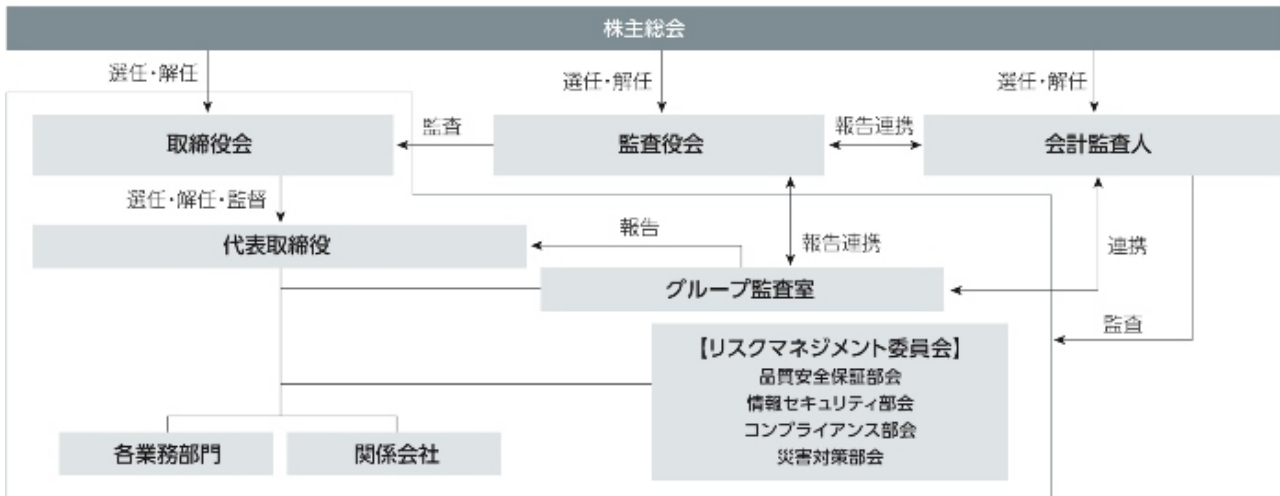 株主総会
選任・解任
選任・解任
選任・解任
取締役会
監査
監査役会
報告連携
会計監査人
選任・解任・監督
代表取締役
報告
報告連携
連携
グループ監査室
監査
【リスクマネジメント委員会】
品質安全保証部会
情報セキュリティ部会
コンプライアンス部会
災害対策部会
各業務部門
関係会社